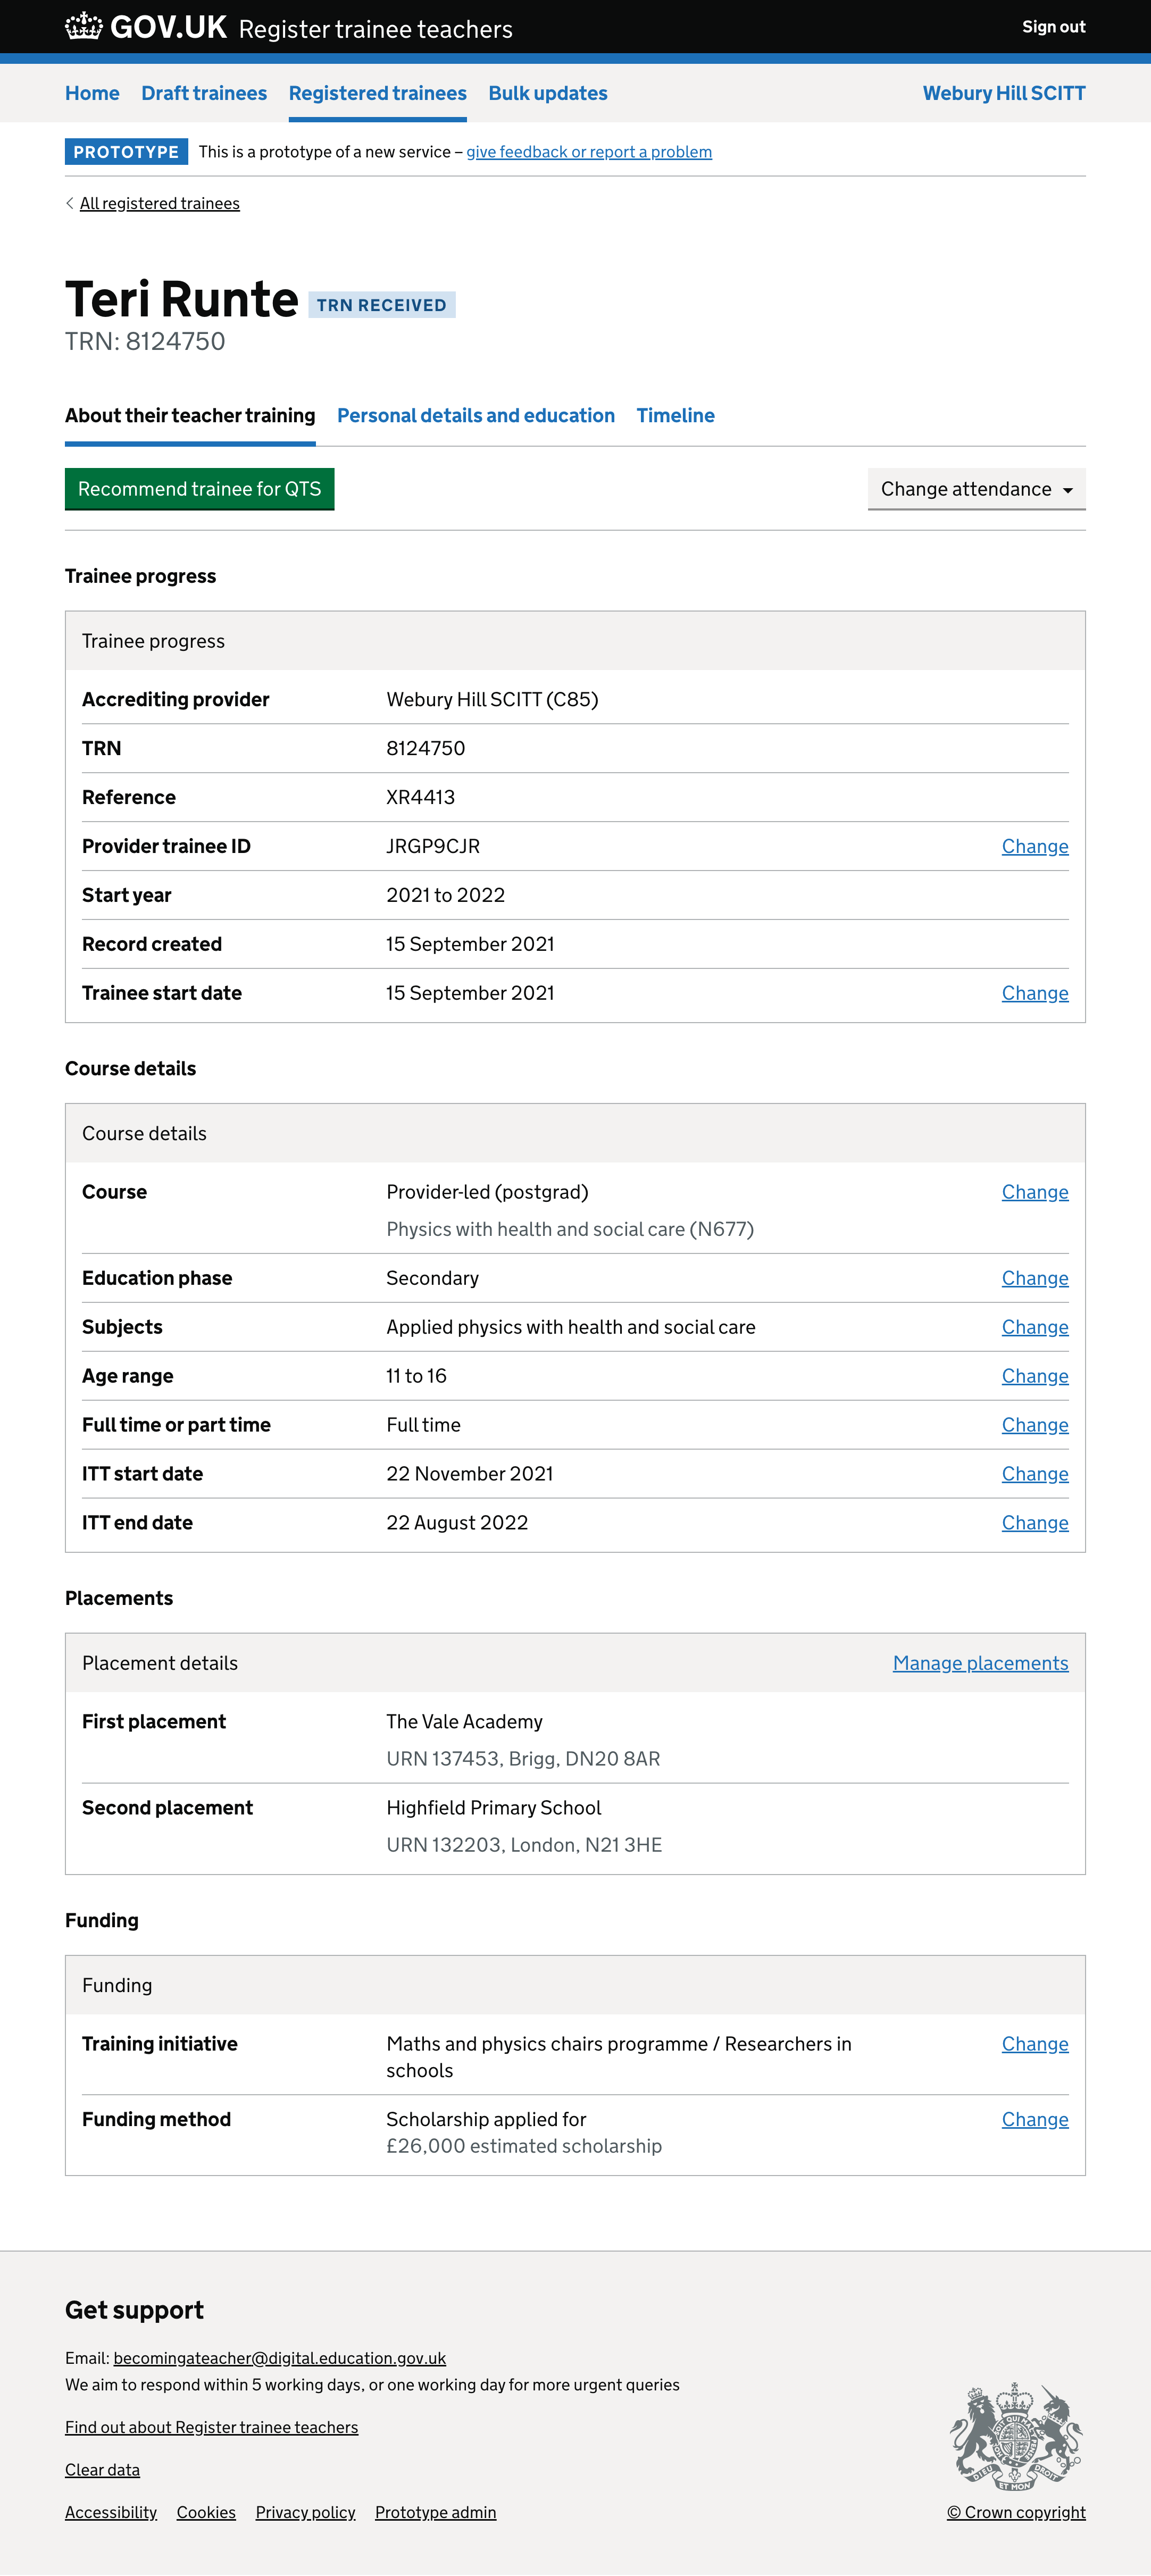 GOV.UK Register trainee teachers Sign out
Home Draft trainees Registered trainees Bulk updates Webury Hill SCITT
PROTOTYPE This is a prototype of a new service – give feedback or report a problem
All registered trainees
Teri Runte TRN RECEIVED
TRN: 8124750
About their teacher training Personal details and education Timeline
Recommend trainee for QTS Change attendance
Trainee progress
Trainee progress
Accrediting provider Webury Hill SCITT (C85)
TRN 8124750
Reference XR4413
Provider trainee ID JRGP9CJR Change
Start year 2021 to 2022
Record created 15 September 2021
Trainee start date 15 September 2021 Change
Course details
Course details
Course Provider-led (postgrad) Change
Physics with health and social care (N677)
Education phase Secondary Change
Subjects Applied physics with health and social care Change
Age range 11 to 16 Change
Full time or part time Full time Change
ITT start date 22 November 2021 Change
ITT end date 22 August 2022 Change
Placements
Placement details Manage placements
First placement The Vale Academy
URN 137453, Brigg, DN20 8AR
Second placement Highfield Primary School
URN 132203, London, N21 3HE
Funding
Funding
Training initiative Maths and physics chairs programme / Researchers in Change
schools
Funding method Scholarship applied for Change
£26,000 estimated scholarship
Get support
Email: becomingateacher@digital.education.gov.uk
We aim to respond within 5 working days, or one working day for more urgent queries
Find out about Register trainee teachers
Clear data
DIEU ET MON DROIT
Accessibility Cookies Privacy policy Prototype admin © Crown copyright